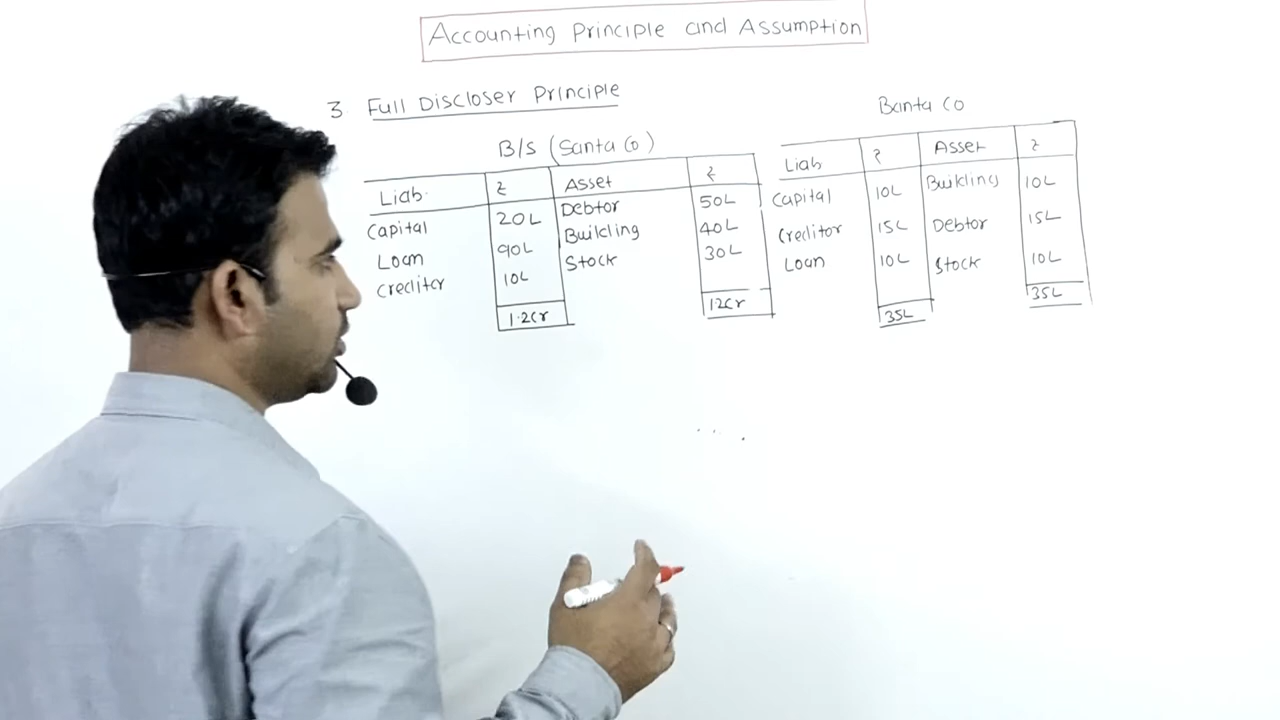 Accounting Principle and Assumption
3 Full Discloser Principle
B/S (Santa Co)
Liab. ₹ Asset ₹
Capital 20L Debtor 50L
Loan 90L Building 40L
Creditor 10L Stock 30L
1.2Cr 1.2Cr
Banta Co
Liab ₹ Asset ₹
Capital 10L Building 10L
Creditor 15L Debtor 15L
Loan 10L Stock 10L
35L 35L